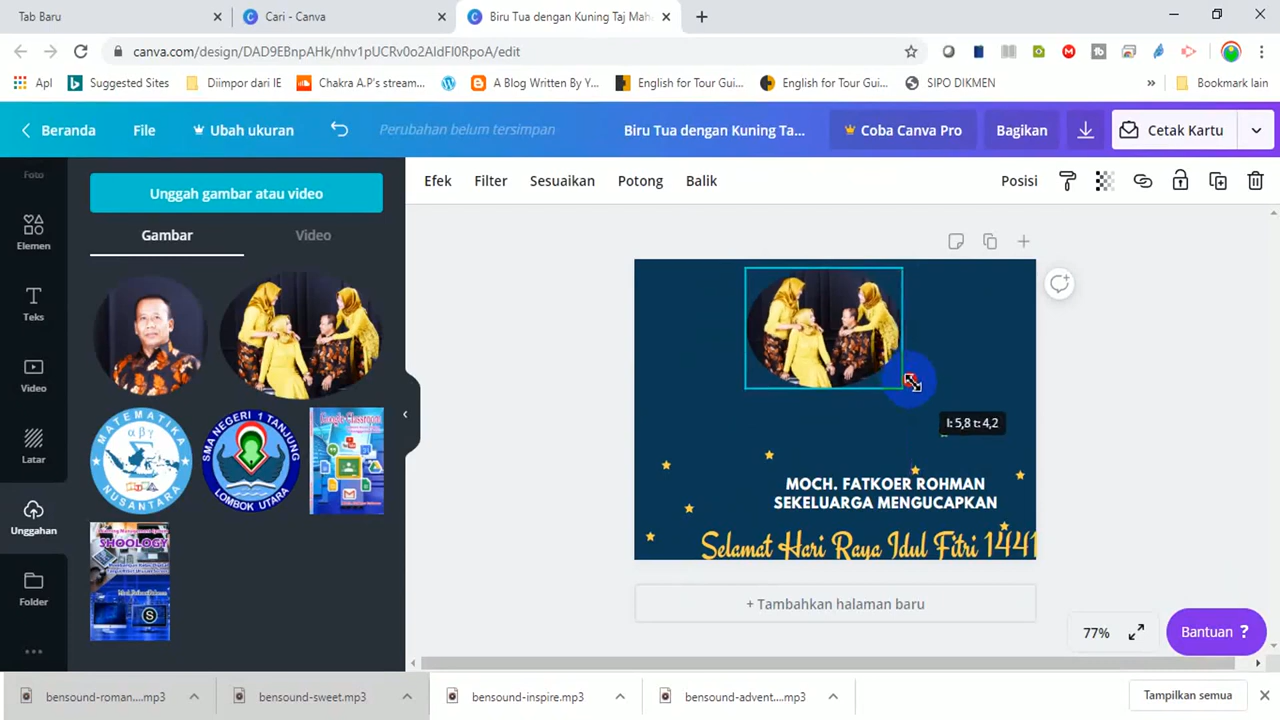 Tab Baru
Cari - Canva
Biru Tua dengan Kuning Taj Mah
canva.com/design/DAD9EBnpAHk/nhv1pUCRv0o2AldFl0RpoA/edit
Apl
Suggested Sites
Diimpor dari IE
Chakra A.P's stream...
A Blog Written By Y...
English for Tour Gui...
English for Tour Gui...
SIPO DIKMEN
»
Bookmark lain
Beranda
File
Ubah ukuran
Perubahan belum tersimpan
Biru Tua dengan Kuning Ta...
Coba Canva Pro
Bagikan
Cetak Kartu
Foto
Elemen
Teks
Video
Latar
Unggahan
Folder
Unggah gambar atau video
Gambar
Video
MATEMATIKA
αβγ
NUSANTARA
SMA NEGERI 1 TANJUNG
LOMBOK UTARA
Google Classroom
SHOOLOGY
Efek
Filter
Sesuaikan
Potong
Balik
Posisi
l: 5,8 t: 4,2
MOCH. FATKOER ROHMAN
SEKELUARGA MENGUCAPKAN
Selamat Hari Raya Idul Fitri 1441
+ Tambahkan halaman baru
77%
Bantuan ?
bensound-roman....mp3
bensound-sweet.mp3
bensound-inspire.mp3
bensound-advent....mp3
Tampilkan semua